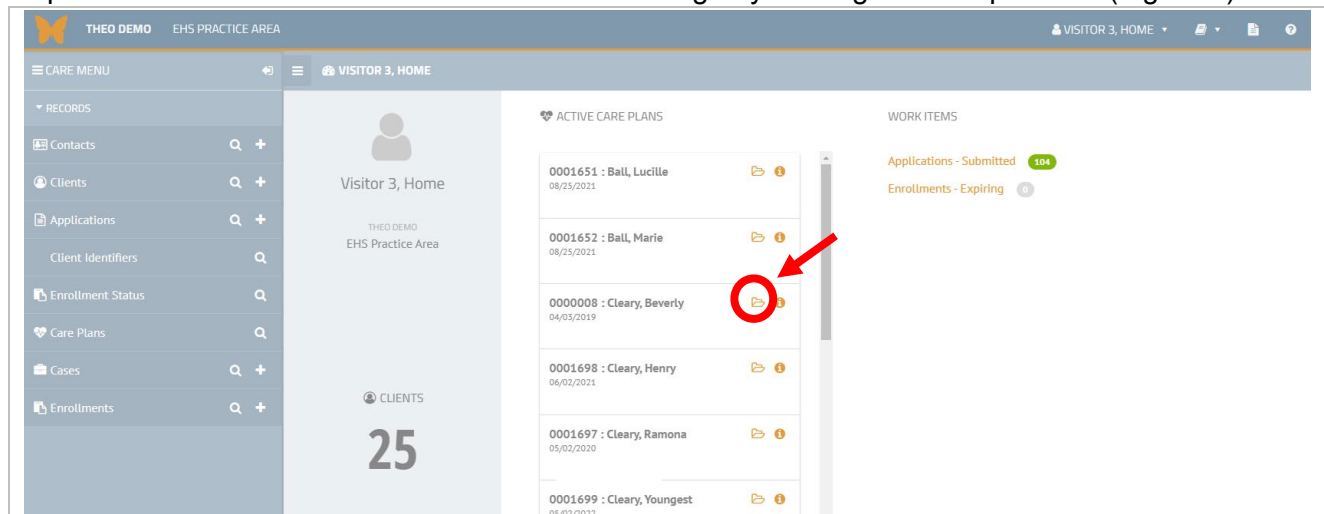 THEO DEMO EHS PRACTICE AREA
VISITOR 3, HOME
CARE MENU
VISITOR 3, HOME
RECORDS
Contacts
Clients
Applications
Client Identifiers
Enrollment Status
Care Plans
Cases
Enrollments
Visitor 3, Home
THEO DEMO
EHS Practice Area
CLIENTS
25
ACTIVE CARE PLANS
0001651 : Ball, Lucille
08/25/2021
0001652 : Ball, Marie
08/25/2021
0000008 : Cleary, Beverly
04/03/2019
0001698 : Cleary, Henry
06/02/2021
0001697 : Cleary, Ramona
05/02/2020
0001699 : Cleary, Youngest
05/02/2022
WORK ITEMS
Applications - Submitted 104
Enrollments - Expiring 0